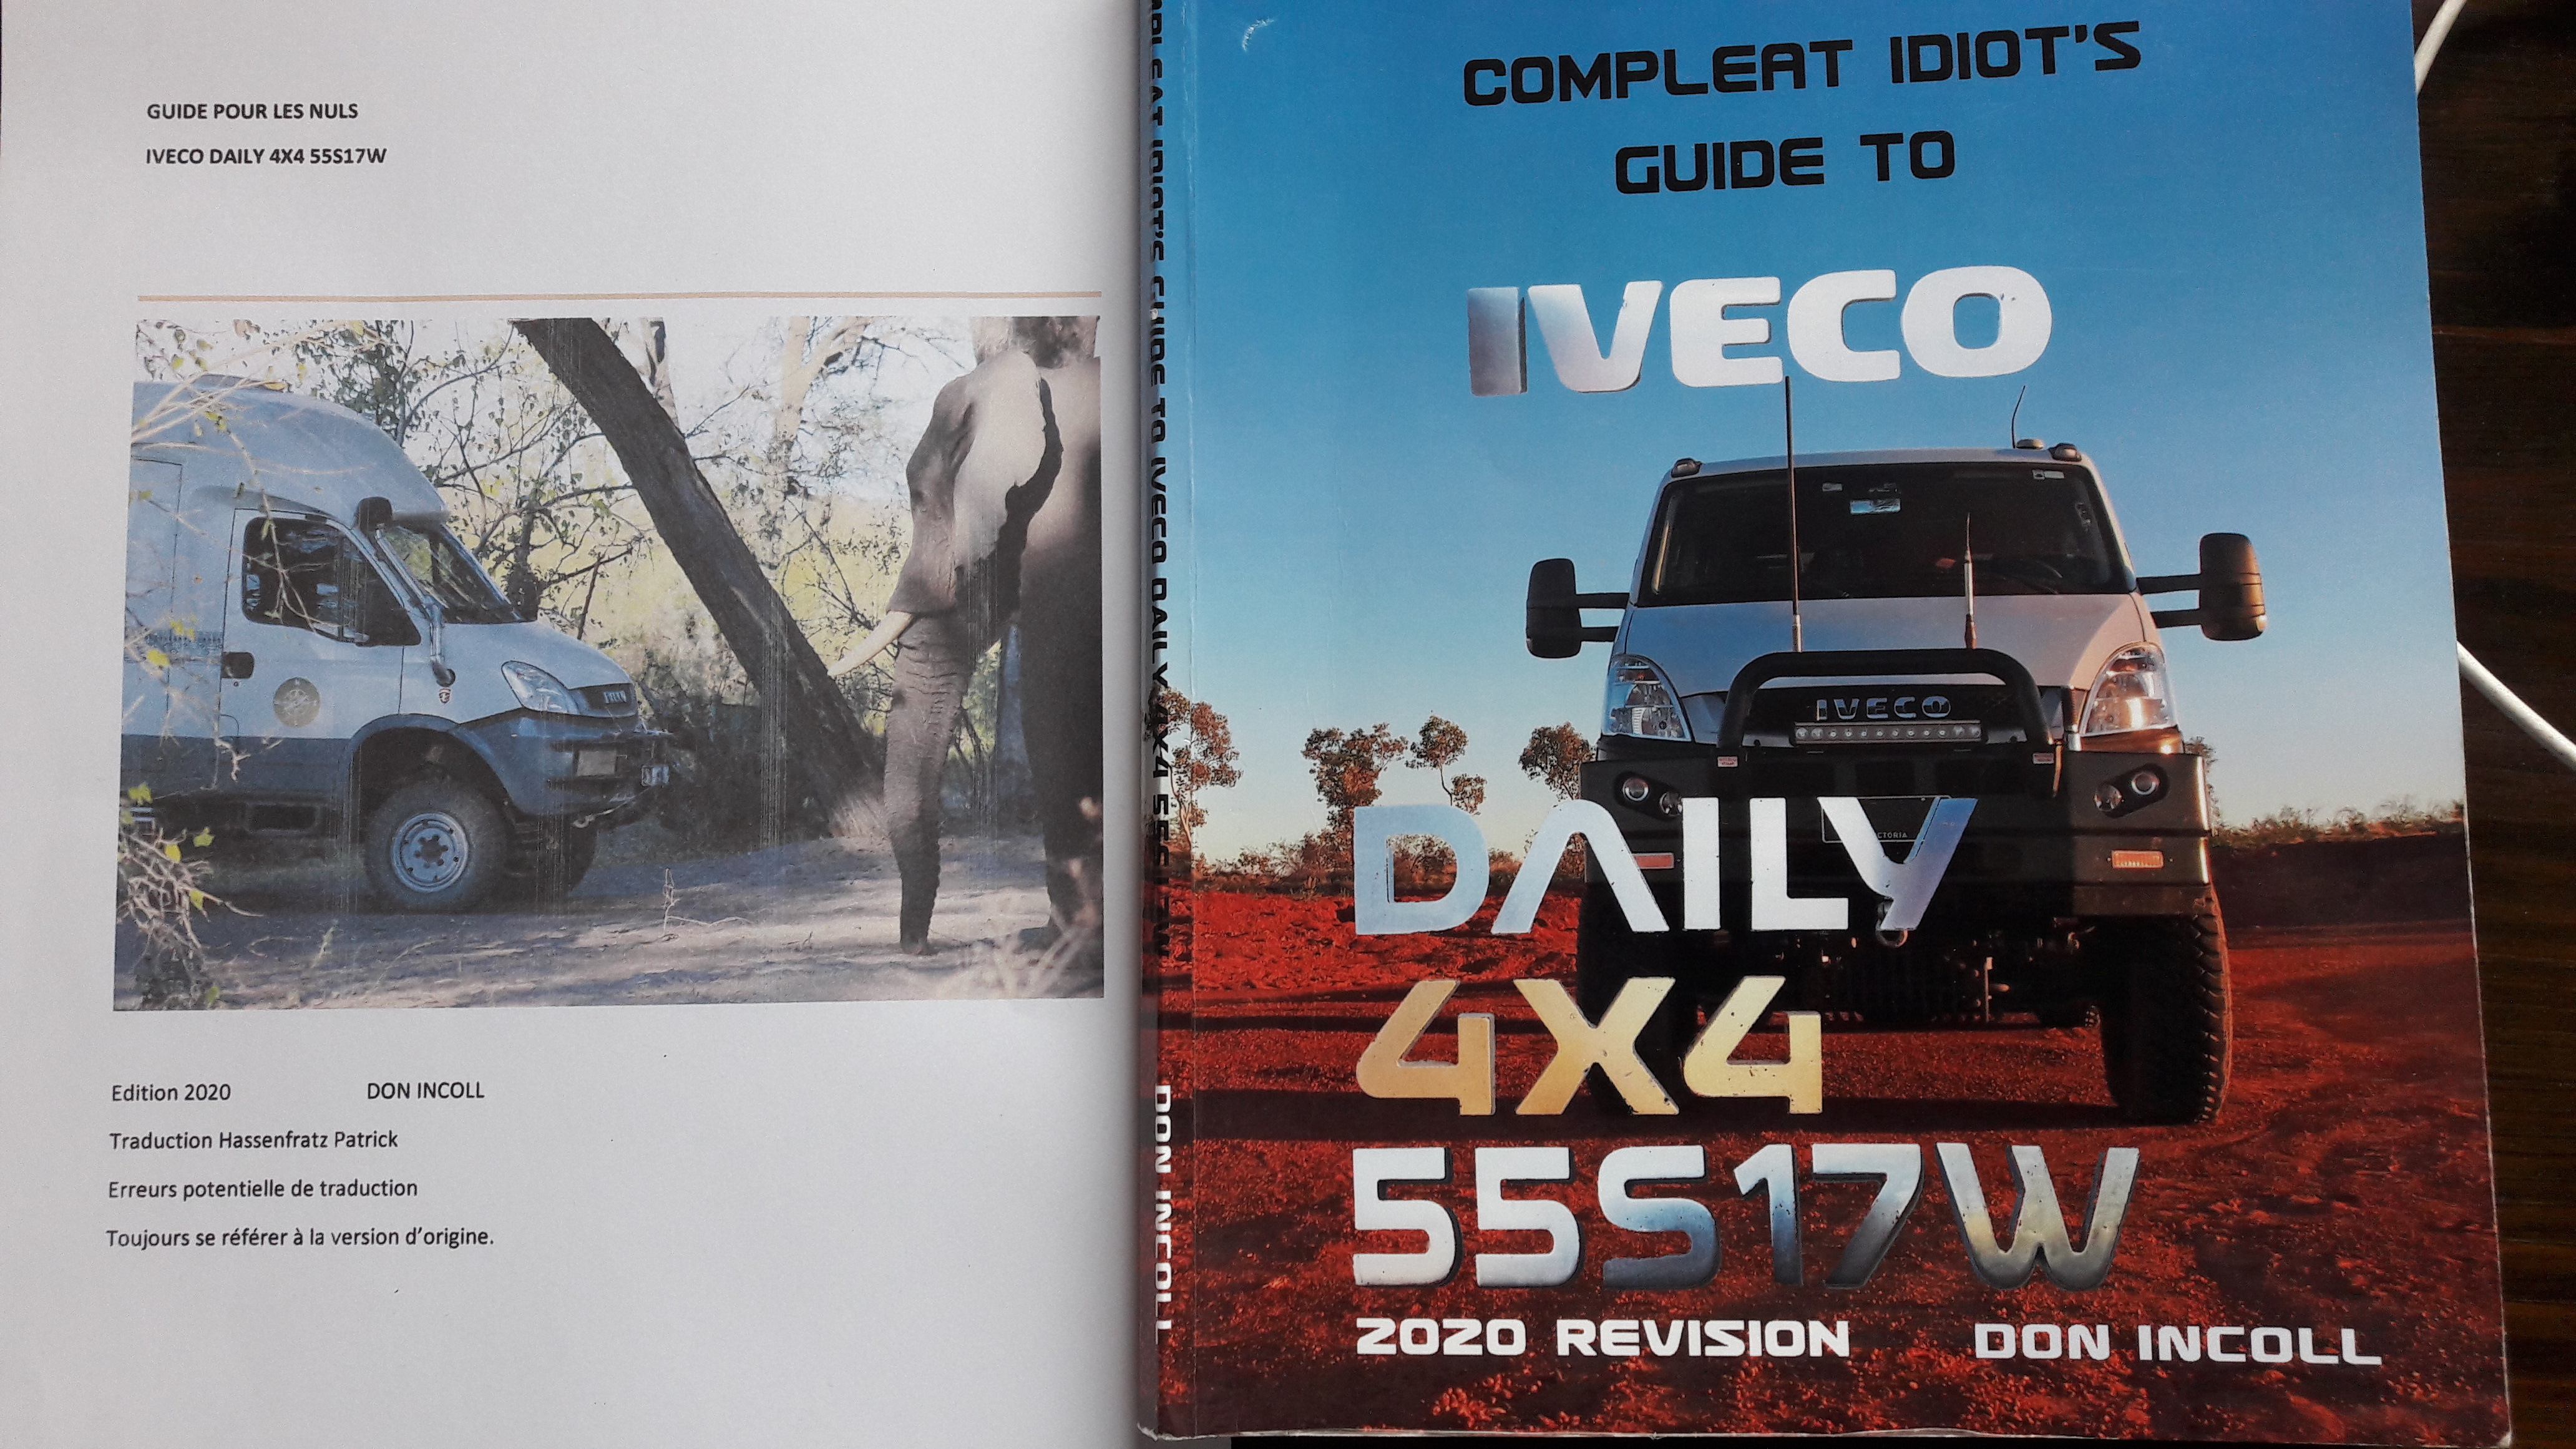 GUIDE POUR LES NULS
IVECO DAILY 4X4 55S17W
IVECO
Edition 2020 DON INCOLL
Traduction Hassenfratz Patrick
Erreurs potentielle de traduction
Toujours se référer à la version d'origine.
COMPLEAT IDIOT'S GUIDE TO IVECO DAILY 4X4 55S17W DON INCOLL
COMPLEAT IDIOT'S
GUIDE TO
IVECO
IVECO
DAILY
4X4
55S17W
2020 REVISION DON INCOLL